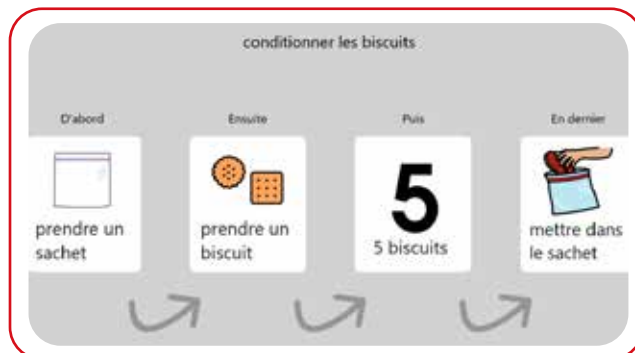 conditionner les biscuits
D'abord
Ensuite
Puis
En dernier
prendre un
sachet
prendre un
biscuit
5
5 biscuits
mettre dans
le sachet